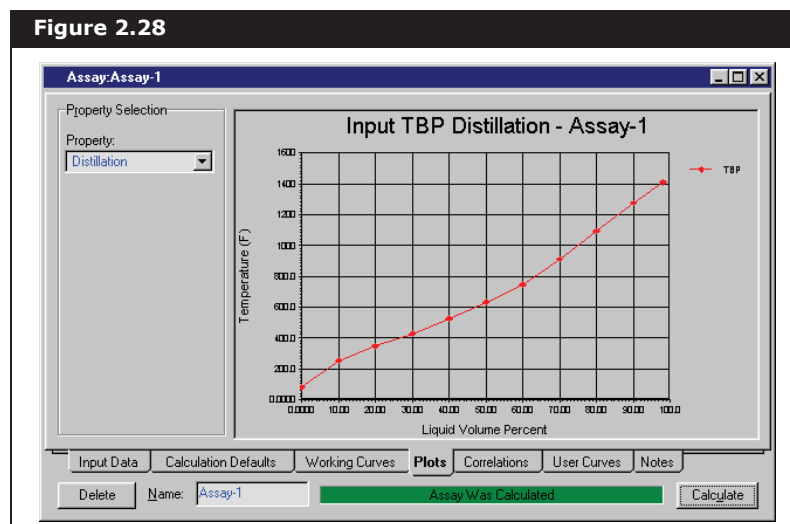 Figure 2.28
Assay:Assay-1
Property Selection
Property:
Distillation
Input TBP Distillation - Assay-1
Temperature (F)
1600
1400
1200
1000
800.0
600.0
400.0
200.0
0.0000
0.0000 10.00 20.00 30.00 40.00 50.00 60.00 70.00 80.00 90.00 100.0
Liquid Volume Percent
TBP
Input Data Calculation Defaults Working Curves Plots Correlations User Curves Notes
Delete Name: Assay-1 Assay Was Calculated Calculate